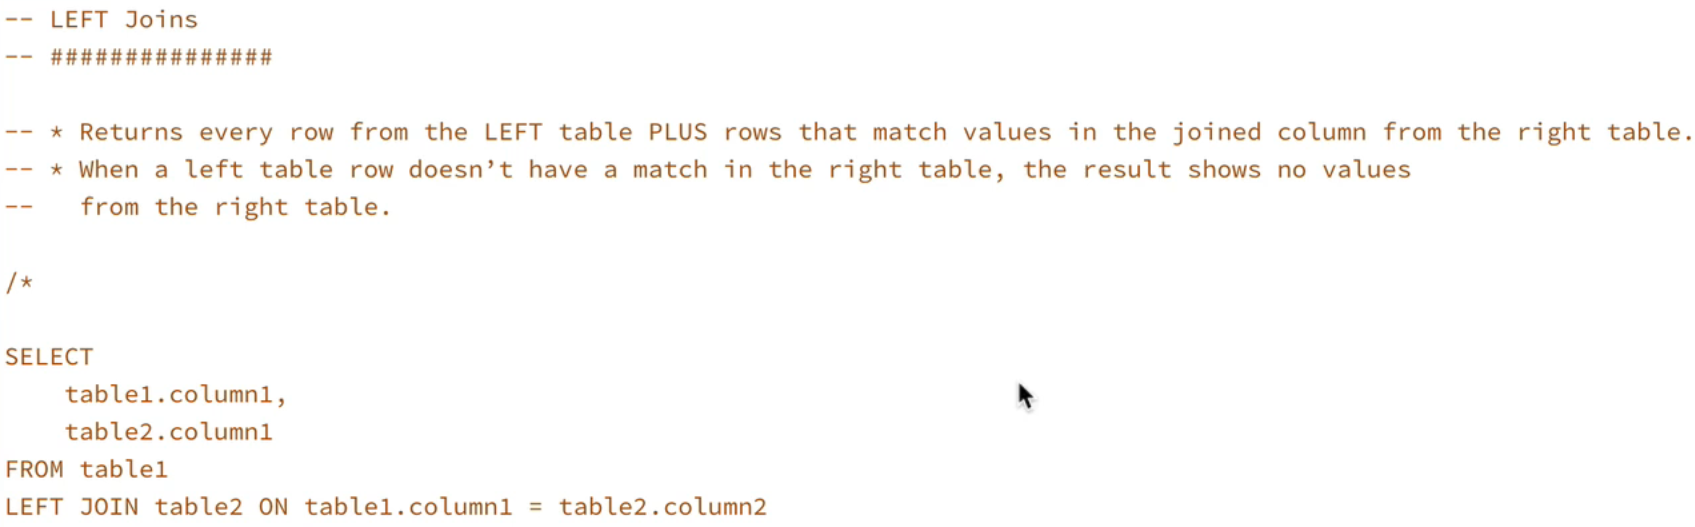 -- LEFT Joins
-- ###############
-- * Returns every row from the LEFT table PLUS rows that match values in the joined column from the right table.
-- * When a left table row doesn’t have a match in the right table, the result shows no values
--   from the right table.
/*
SELECT
    table1.column1,
    table2.column1
FROM table1
LEFT JOIN table2 ON table1.column1 = table2.column2